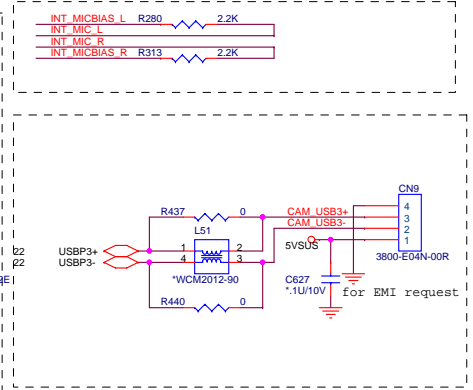 INT_MICBIAS_L R280 2.2K
INT_MIC_L
INT_MIC_R
INT_MICBIAS_R R313 2.2K
CN9
4
3
2
1
3800-E04N-00R
R437 0
CAM_USB3+
CAM_USB3-
L51
5VSUS
22 USBP3+ 1 2
22 USBP3- 4 3
*WCM2012-90
C627
*.1U/10V
for EMI request
R440 0